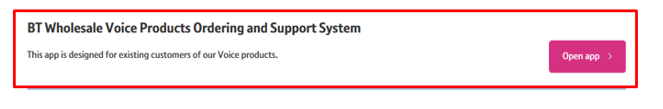 BT Wholesale Voice Products Ordering and Support System
This app is designed for existing customers of our Voice products.
Open app